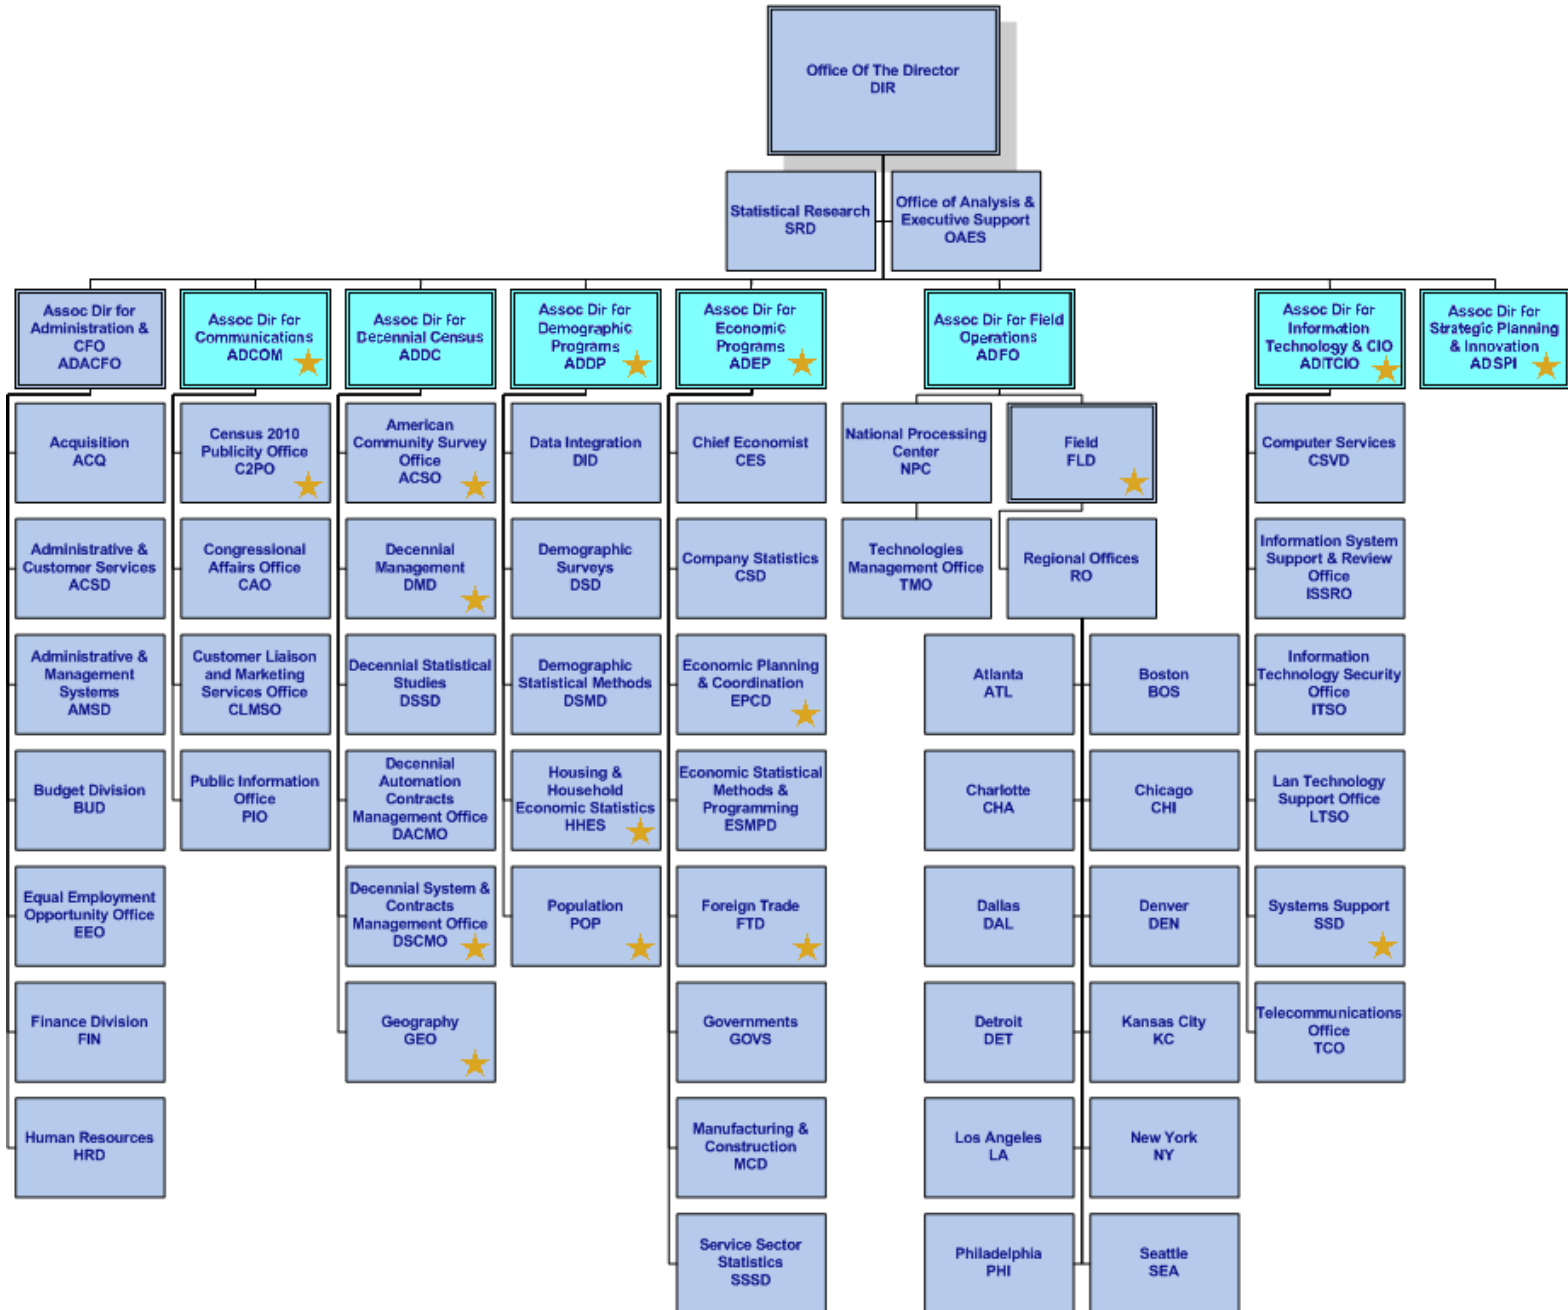 Office Of The Director
DIR
Statistical Research
SRD
Office of Analysis &
Executive Support
OAES
Assoc Dir for
Administration &
CFO
ADACFO
Assoc Dir for
Communications
ADCOM
Assoc Dir for
Decennial Census
ADDC
Assoc Dir for
Demographic
Programs
ADDP
Assoc Dir for
Economic
Programs
ADEP
Assoc Dir for Field
Operations
ADFO
Assoc Dir for
Information
Technology & CIO
ADITCIO
Assoc Dir for
Strategic Planning
& Innovation
ADSPI
Acquisition
ACQ
Administrative &
Customer Services
ACSD
Administrative &
Management
Systems
AMSD
Budget Division
BUD
Equal Employment
Opportunity Office
EEO
Finance Division
FIN
Human Resources
HRD
Census 2010
Publicity Office
C2PO
Congressional
Affairs Office
CAO
Customer Liaison
and Marketing
Services Office
CLMSO
Public Information
Office
PIO
American
Community Survey
Office
ACSO
Decennial
Management
DMD
Decennial Statistical
Studies
DSSD
Decennial
Automation
Contracts
Management Office
DACMO
Decennial System &
Contracts
Management Office
DSCMO
Geography
GEO
Data Integration
DID
Demographic
Surveys
DSD
Demographic
Statistical Methods
DSMD
Housing &
Household
Economic Statistics
HHES
Population
POP
Chief Economist
CES
Company Statistics
CSD
Economic Planning
& Coordination
EPCD
Economic Statistical
Methods &
Programming
ESMPD
Foreign Trade
FTD
Governments
GOVS
Manufacturing &
Construction
MCD
Service Sector
Statistics
SSSD
National Processing
Center
NPC
Technologies
Management Office
TMO
Field
FLD
Regional Offices
RO
Atlanta
ATL
Boston
BOS
Charlotte
CHA
Chicago
CHI
Dallas
DAL
Denver
DEN
Detroit
DET
Kansas City
KC
Los Angeles
LA
New York
NY
Philadelphia
PHI
Seattle
SEA
Computer Services
CSVD
Information System
Support & Review
Office
ISSRO
Information
Technology Security
Office
ITSO
Lan Technology
Support Office
LTSO
Systems Support
SSD
Telecommunications
Office
TCO